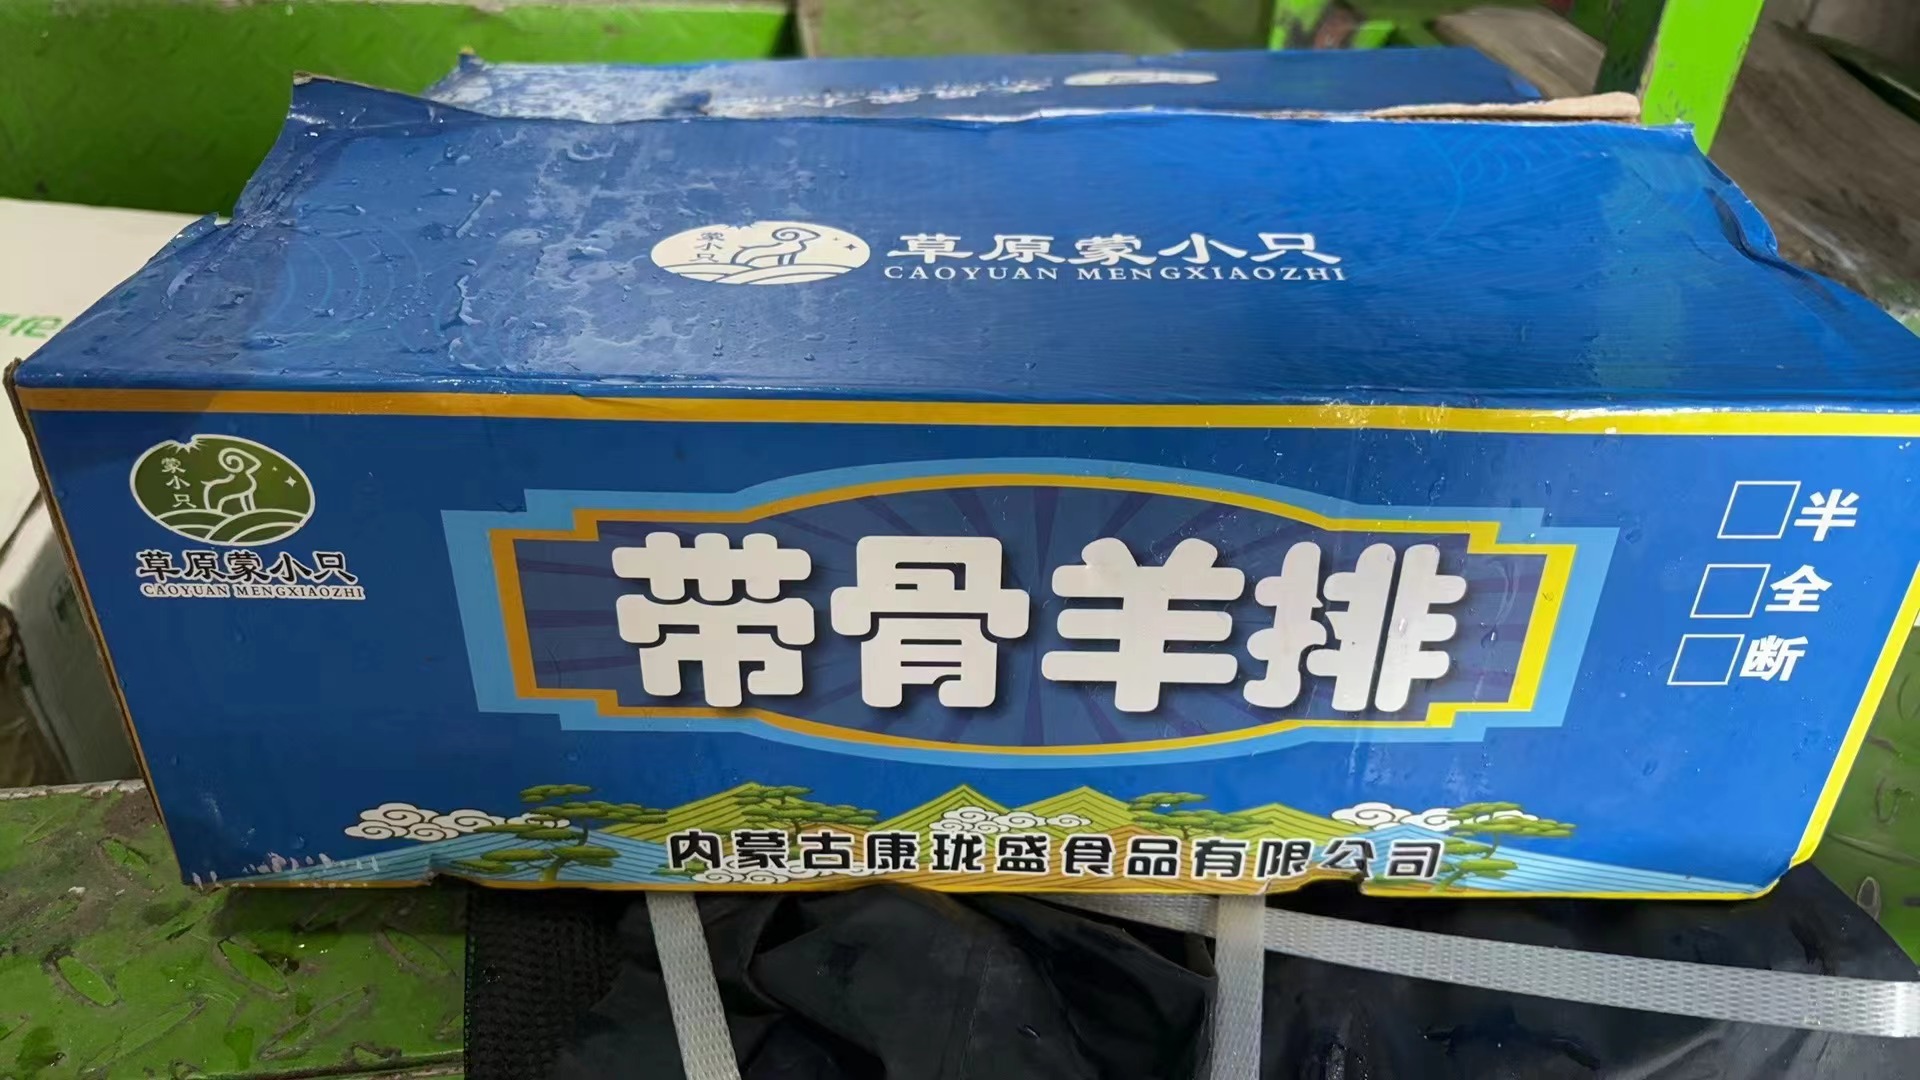 蒙小只
草原蒙小只
CAOYUAN MENGXIAOZHI
蒙小只
草原蒙小只
CAOYUAN MENGXIAOZHI
带骨羊排
半
全
断
内蒙古康珑盛食品有限公司